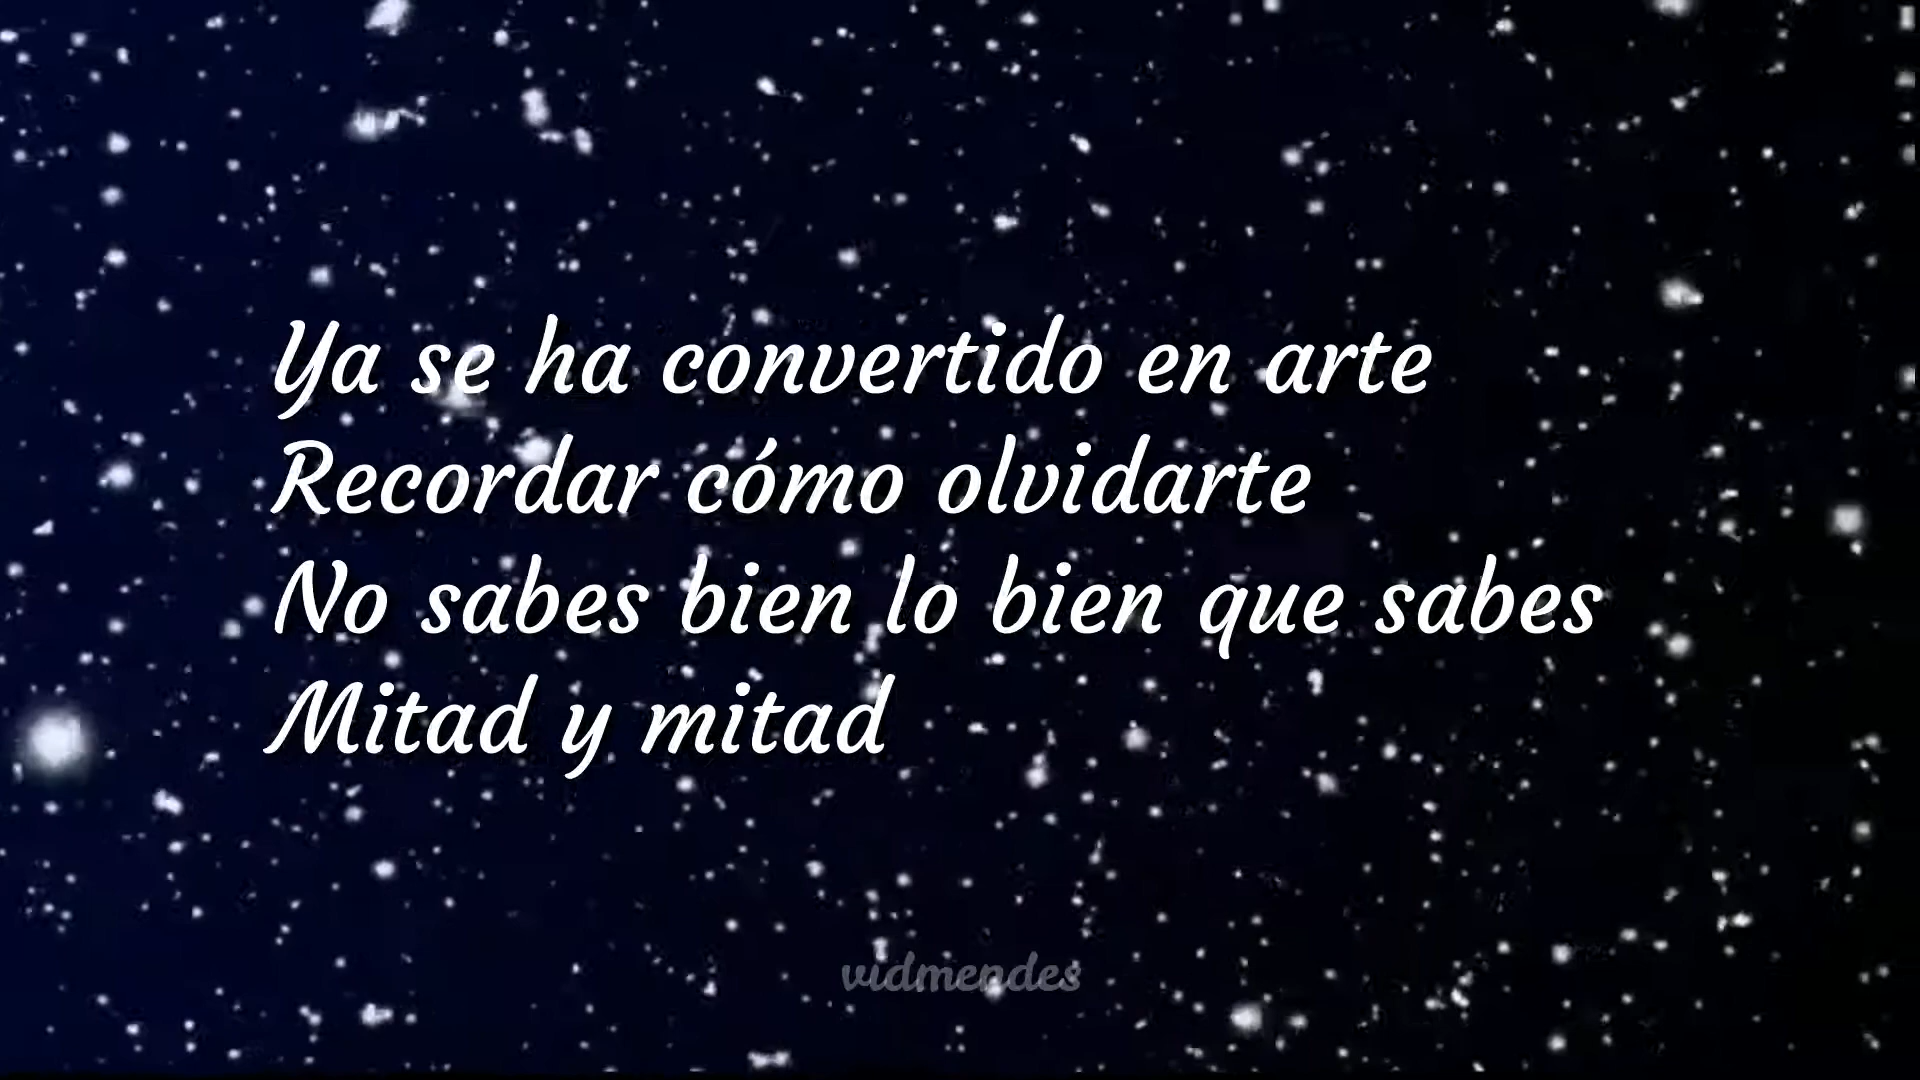 Ya se ha convertido en arte
Recordar cómo olvidarte
No sabes bien lo bien que sabes
Mitad y mitad
vidmendes